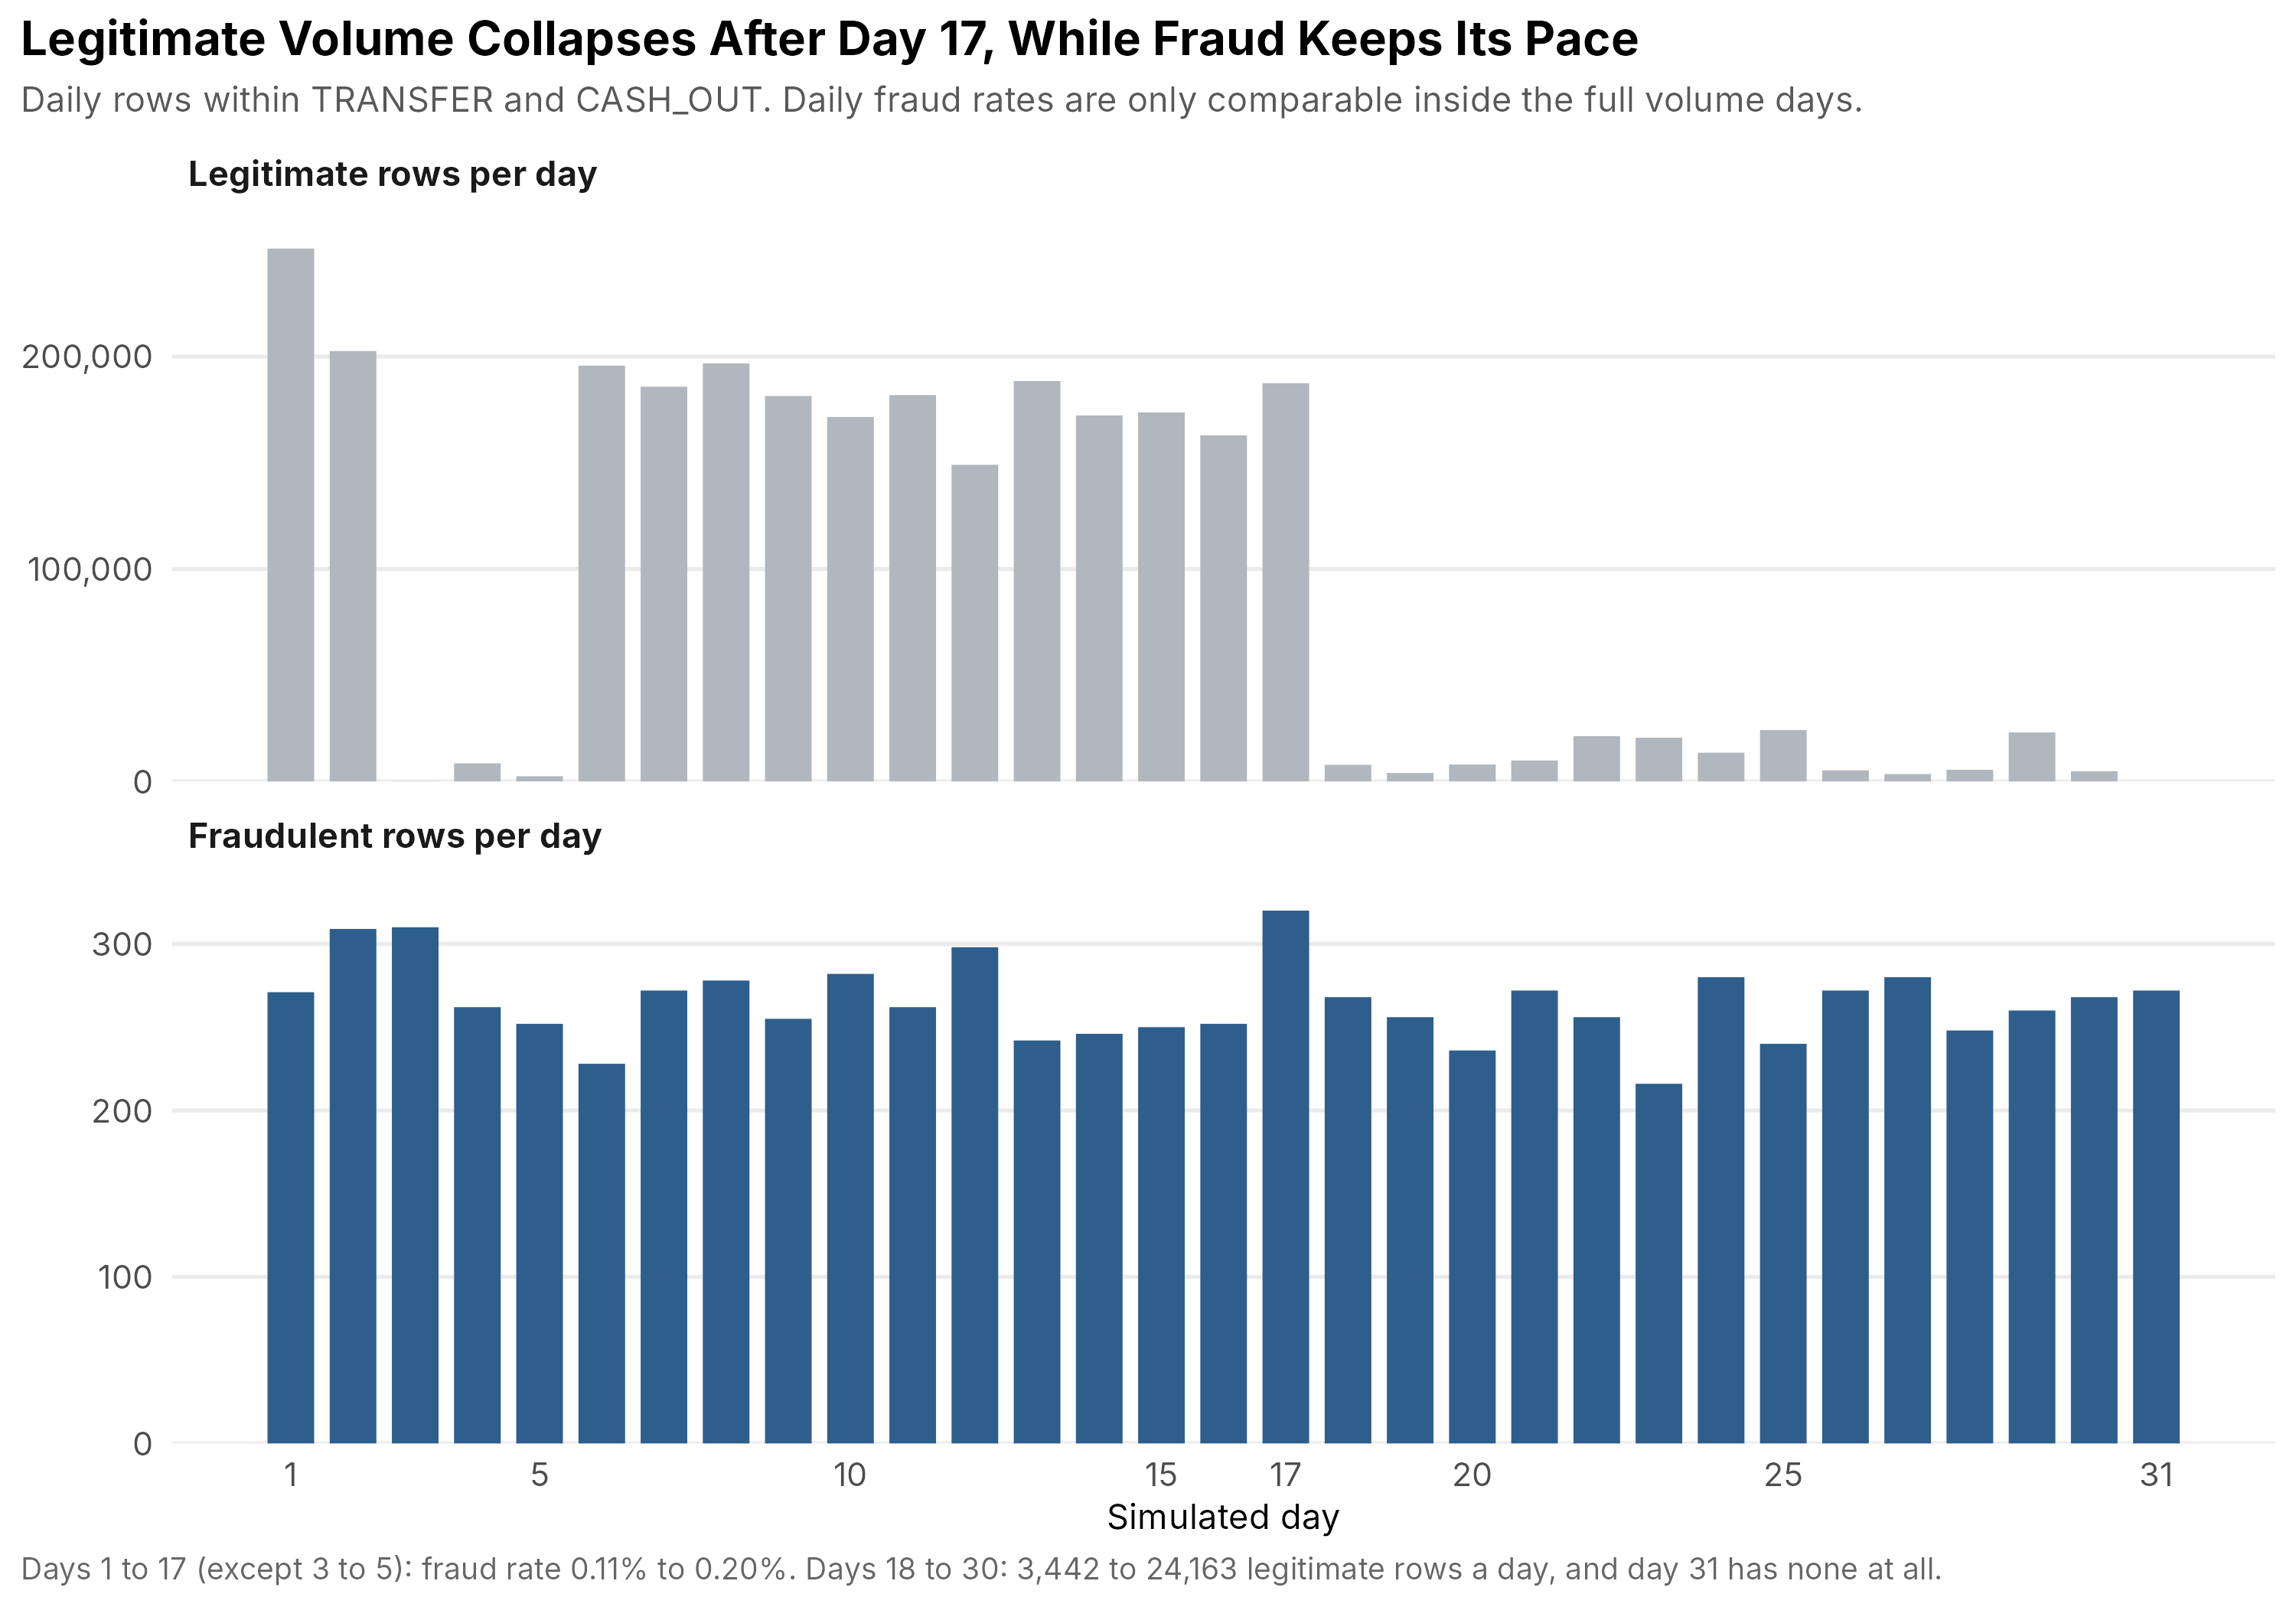 Legitimate Volume Collapses After Day 17, While Fraud Keeps Its Pace
Daily rows within TRANSFER and CASH_OUT. Daily fraud rates are only comparable inside the full volume days.
Legitimate rows per day
200,000
100,000
0
Fraudulent rows per day
300
200
100
0
1 5 10 15 17 20 25 31
Simulated day
Days 1 to 17 (except 3 to 5): fraud rate 0.11% to 0.20%. Days 18 to 30: 3,442 to 24,163 legitimate rows a day, and day 31 has none at all.